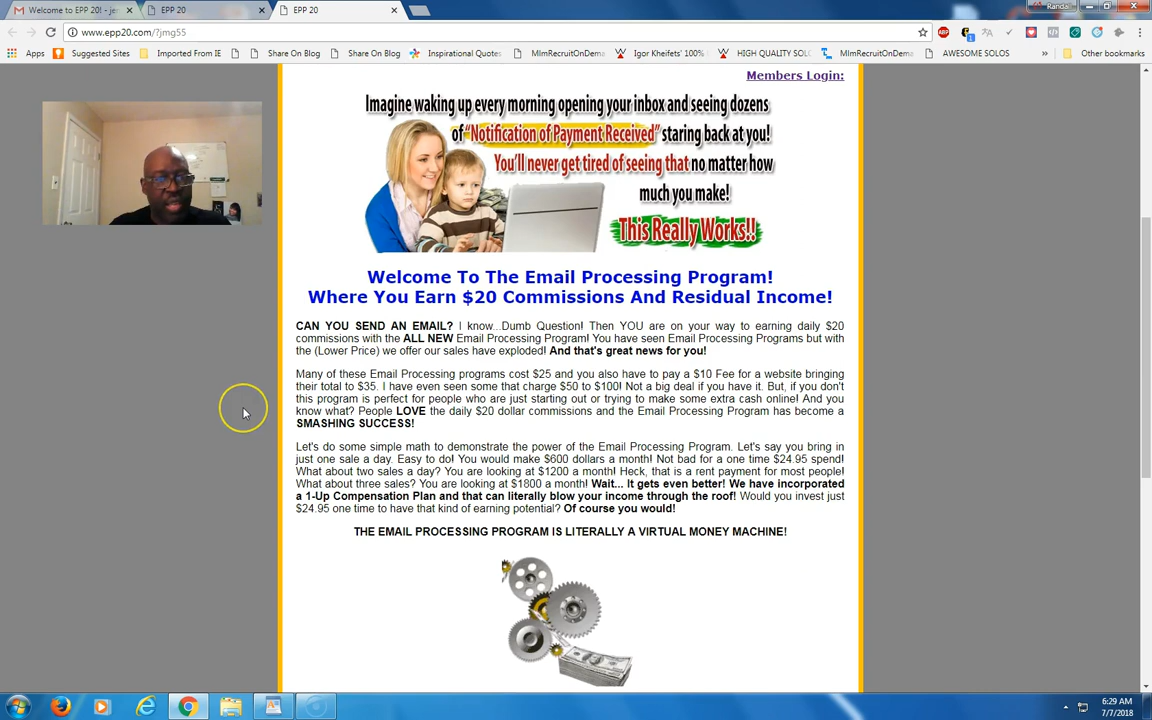 Welcome to EPP 20! - je
EPP 20
EPP 20
Randal
www.epp20.com/?jmg55
Apps
Suggested Sites
Imported From IE
Share On Blog
Share On Blog
Inspirational Quotes
MlmRecruitOnDema
Igor Kheifets' 100%
HIGH QUALITY SOL
MlmRecruitOnDema
AWESOME SOLOS
»
Other bookmarks
Members Login:
Imagine waking up every morning opening your inbox and seeing dozens
of "Notification of Payment Received" staring back at you!
You'll never get tired of seeing that no matter how
much you make!
This Really Works!!
Welcome To The Email Processing Program!
Where You Earn $20 Commissions And Residual Income!
CAN YOU SEND AN EMAIL? I know...Dumb Question! Then YOU are on your way to earning daily $20
commissions with the ALL NEW Email Processing Program! You have seen Email Processing Programs but with
the (Lower Price) we offer our sales have exploded! And that's great news for you!
Many of these Email Processing programs cost $25 and you also have to pay a $10 Fee for a website bringing
their total to $35. I have even seen some that charge $50 to $100! Not a big deal if you have it. But, if you don't
this program is perfect for people who are just starting out or trying to make some extra cash online! And you
know what? People LOVE the daily $20 dollar commissions and the Email Processing Program has become a
SMASHING SUCCESS!
Let's do some simple math to demonstrate the power of the Email Processing Program. Let's say you bring in
just one sale a day. Easy to do! You would make $600 dollars a month! Not bad for a one time $24.95 spend!
What about two sales a day? You are looking at $1200 a month! Heck, that is a rent payment for most people!
What about three sales? You are looking at $1800 a month! Wait... It gets even better! We have incorporated
a 1-Up Compensation Plan and that can literally blow your income through the roof! Would you invest just
$24.95 one time to have that kind of earning potential? Of course you would!
THE EMAIL PROCESSING PROGRAM IS LITERALLY A VIRTUAL MONEY MACHINE!
6:29 AM
7/7/2018